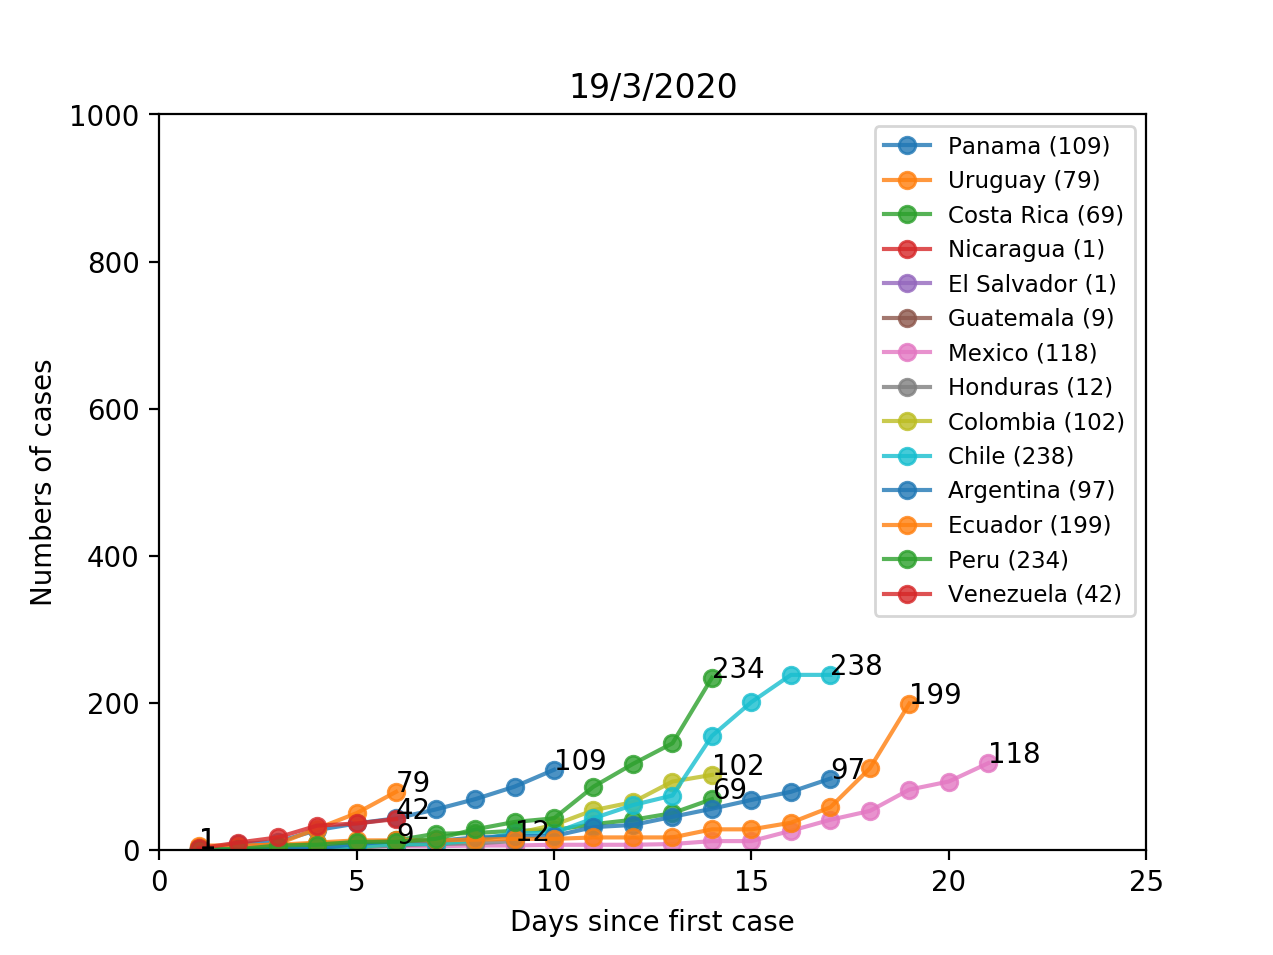 19/3/2020
1000
800
600
400
200
0
Numbers of cases
Panama (109)
Uruguay (79)
Costa Rica (69)
Nicaragua (1)
El Salvador (1)
Guatemala (9)
Mexico (118)
Honduras (12)
Colombia (102)
Chile (238)
Argentina (97)
Ecuador (199)
Peru (234)
Venezuela (42)
234
238
199
109
118
102
97
79
69
42
12
9
1
0 5 10 15 20 25
Days since first case